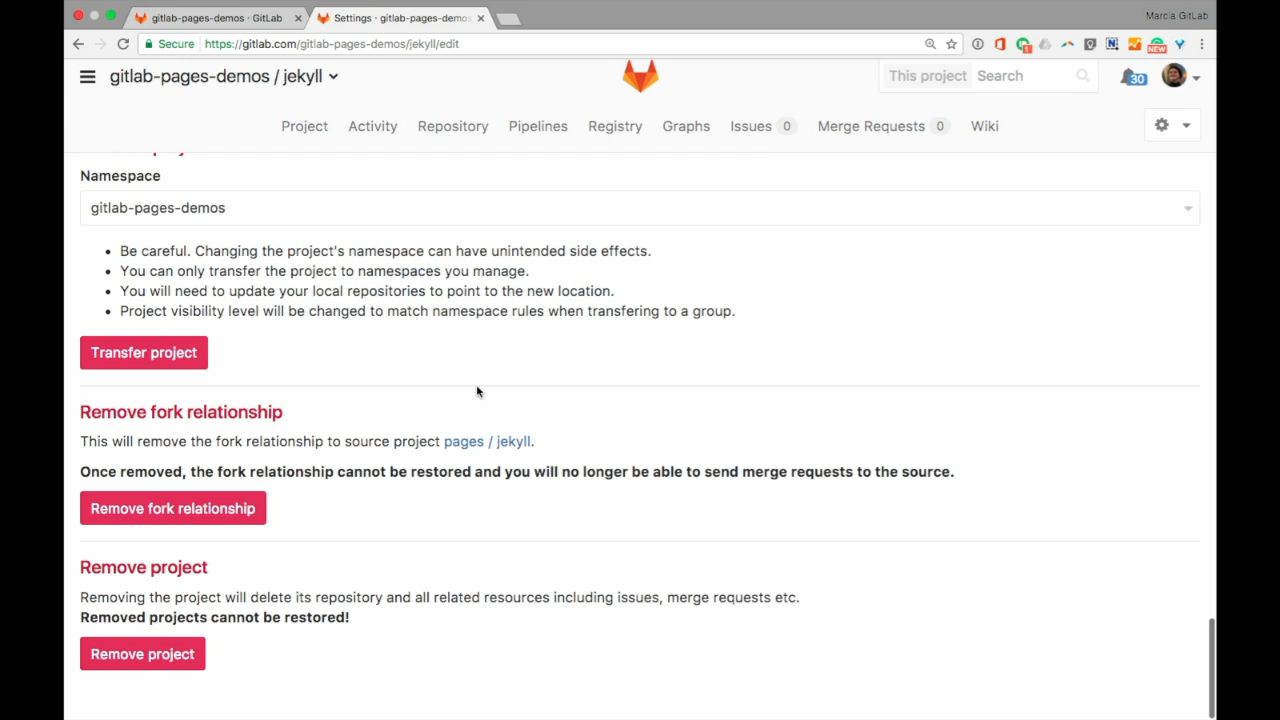 gitlab-pages-demos · GitLab
Settings · gitlab-pages-demos
Marcia GitLab
Secure https://gitlab.com/gitlab-pages-demos/jekyll/edit
gitlab-pages-demos / jekyll
This project Search
30
Project Activity Repository Pipelines Registry Graphs Issues 0 Merge Requests 0 Wiki
Namespace
gitlab-pages-demos
Be careful. Changing the project's namespace can have unintended side effects.
You can only transfer the project to namespaces you manage.
You will need to update your local repositories to point to the new location.
Project visibility level will be changed to match namespace rules when transfering to a group.
Transfer project
Remove fork relationship
This will remove the fork relationship to source project pages / jekyll.
Once removed, the fork relationship cannot be restored and you will no longer be able to send merge requests to the source.
Remove fork relationship
Remove project
Removing the project will delete its repository and all related resources including issues, merge requests etc.
Removed projects cannot be restored!
Remove project